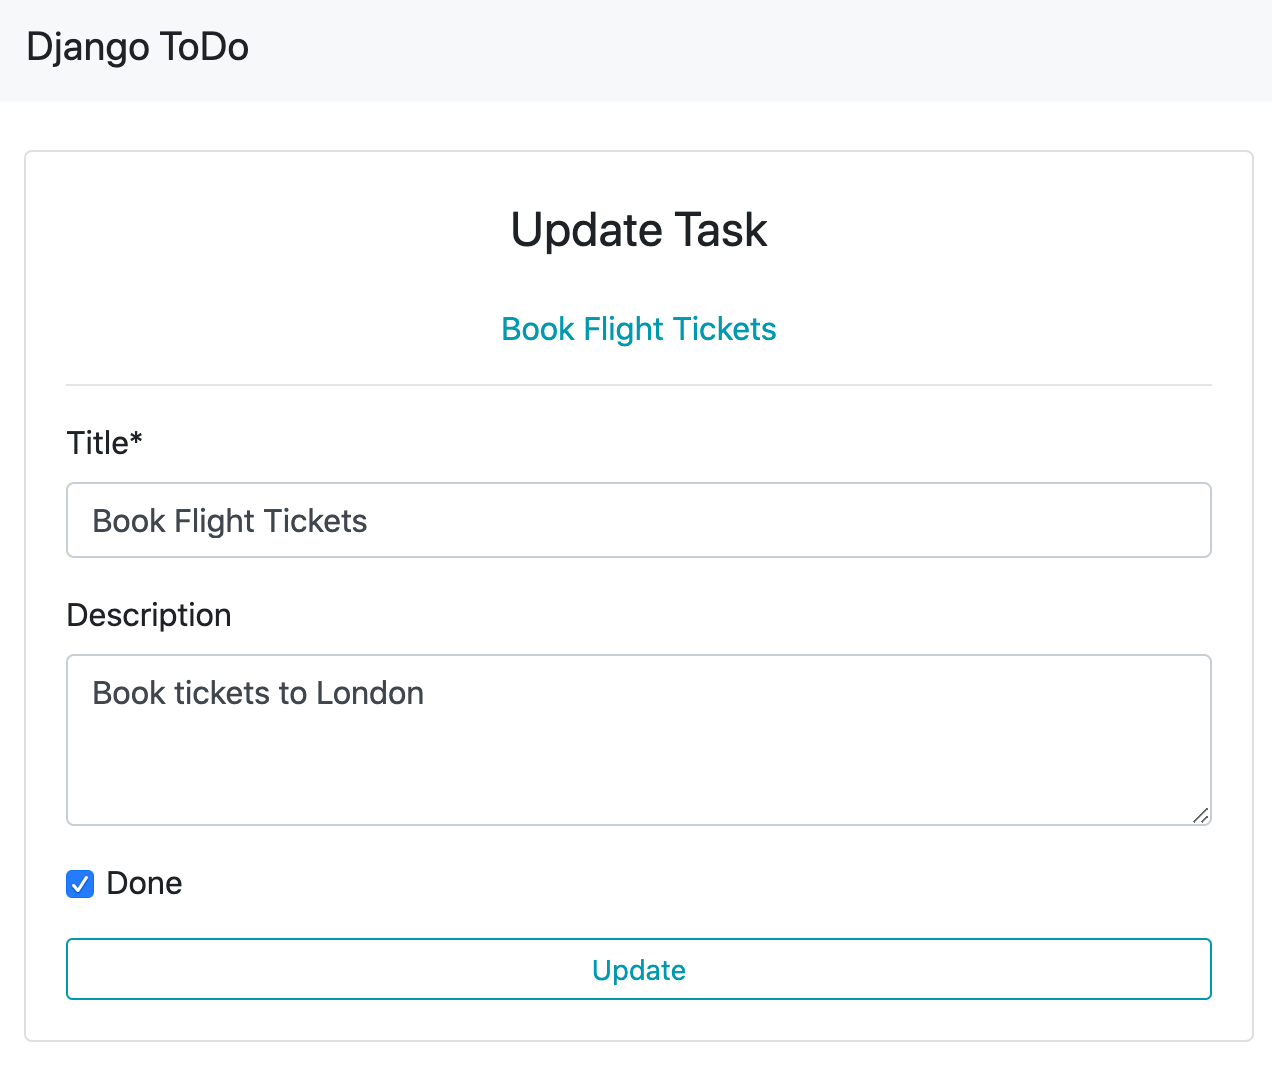 Django ToDo
Update Task
Book Flight Tickets
Title*
Book Flight Tickets
Description
Book tickets to London
Done
Update